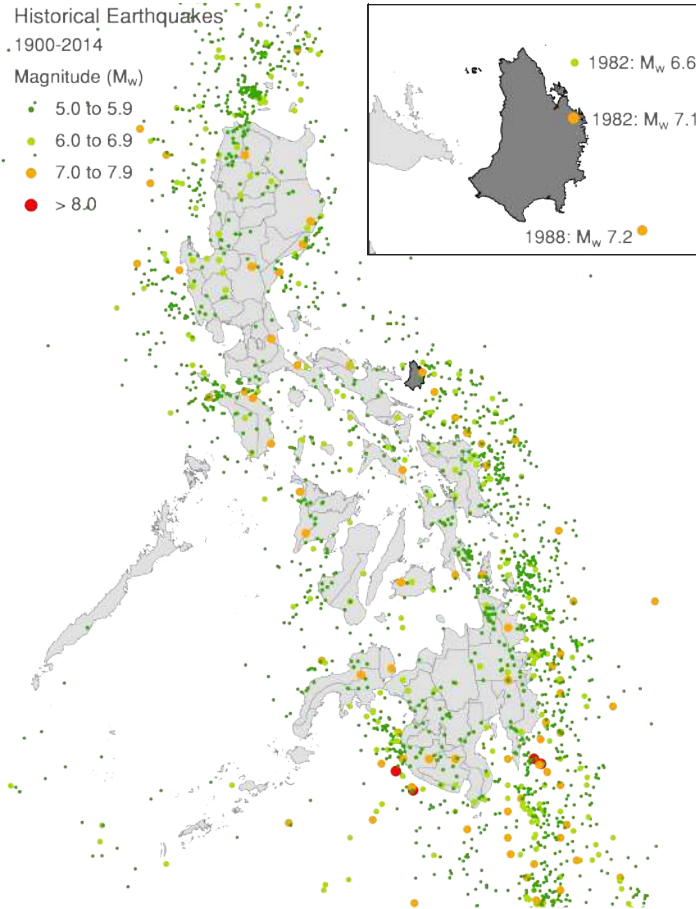 Historical Earthquakes
1900-2014
Magnitude (Mw)
5.0 to 5.9
6.0 to 6.9
7.0 to 7.9
> 8.0
1982: Mw 6.6
1982: Mw 7.1
1988: Mw 7.2